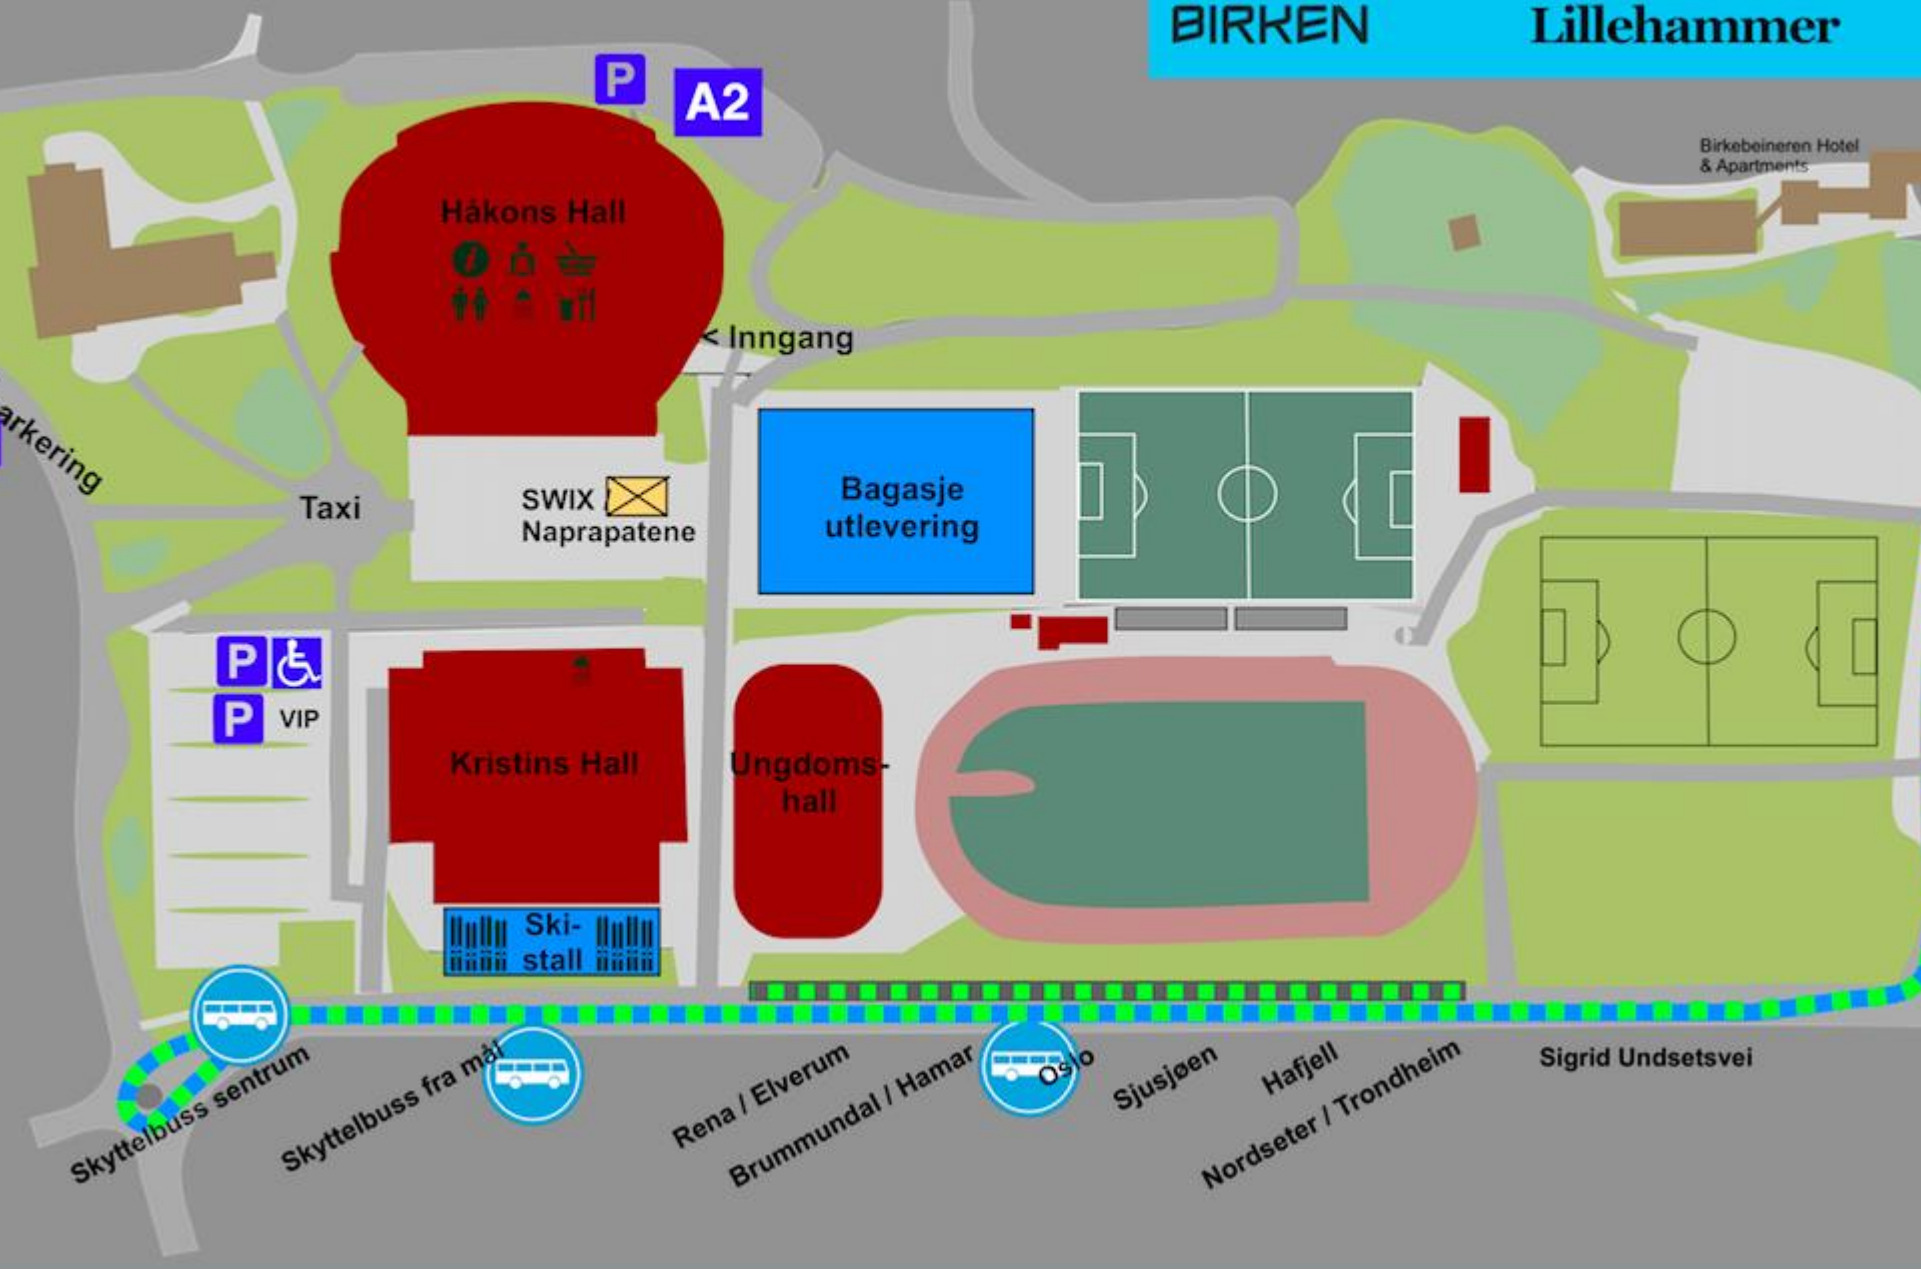 BIRKEN
Lillehammer
P
A2
Birkebeineren Hotel
& Apartments
Håkons Hall
< Inngang
arkering
Taxi
SWIX /
Naprapatene
Bagasje
utlevering
P
P
VIP
Kristins Hall
Ungdoms-
hall
Ski-
stall
Skyttelbuss sentrum
Skyttelbuss fra mål
Rena / Elverum
Brummundal / Hamar
Oslo
Sjusjøen
Hafjell
Nordseter / Trondheim
Sigrid Undsetsvei